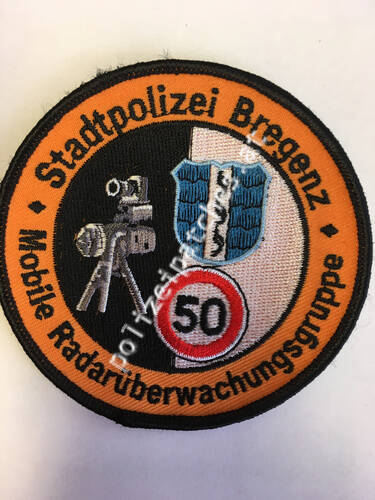 Stadtpolizei Bregenz
50
Mobile Radarüberwachungsgruppe